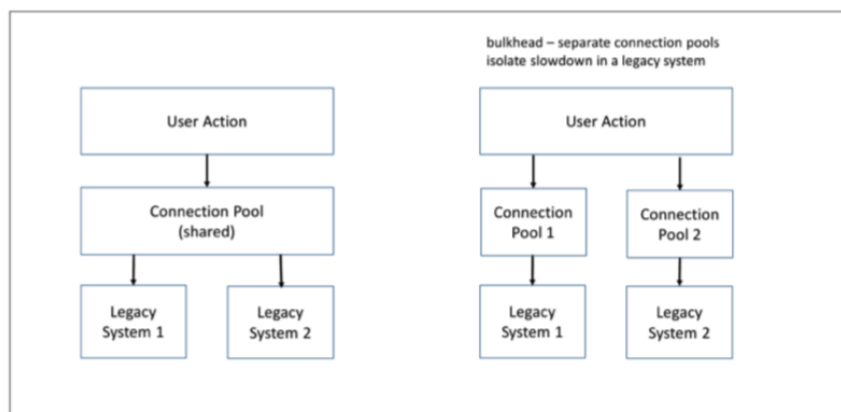 bulkhead – separate connection pools
isolate slowdown in a legacy system
User Action
Connection Pool
(shared)
Legacy
System 1
Legacy
System 2
User Action
Connection
Pool 1
Connection
Pool 2
Legacy
System 1
Legacy
System 2